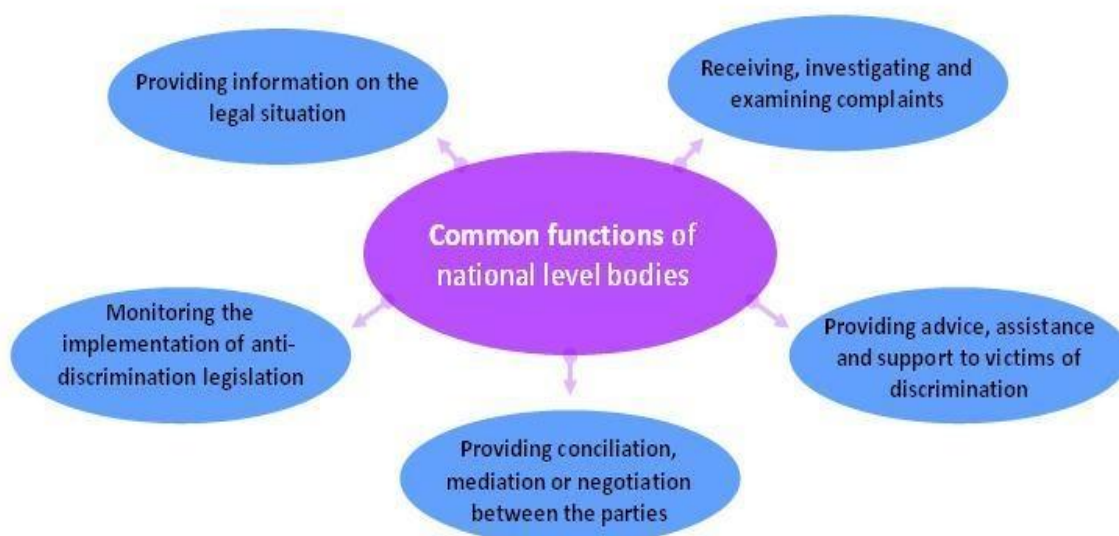 Providing information on the
legal situation
Receiving, investigating and
examining complaints
Common functions of
national level bodies
Monitoring the
implementation of anti-
discrimination legislation
Providing advice, assistance
and support to victims of
discrimination
Providing conciliation,
mediation or negotiation
between the parties